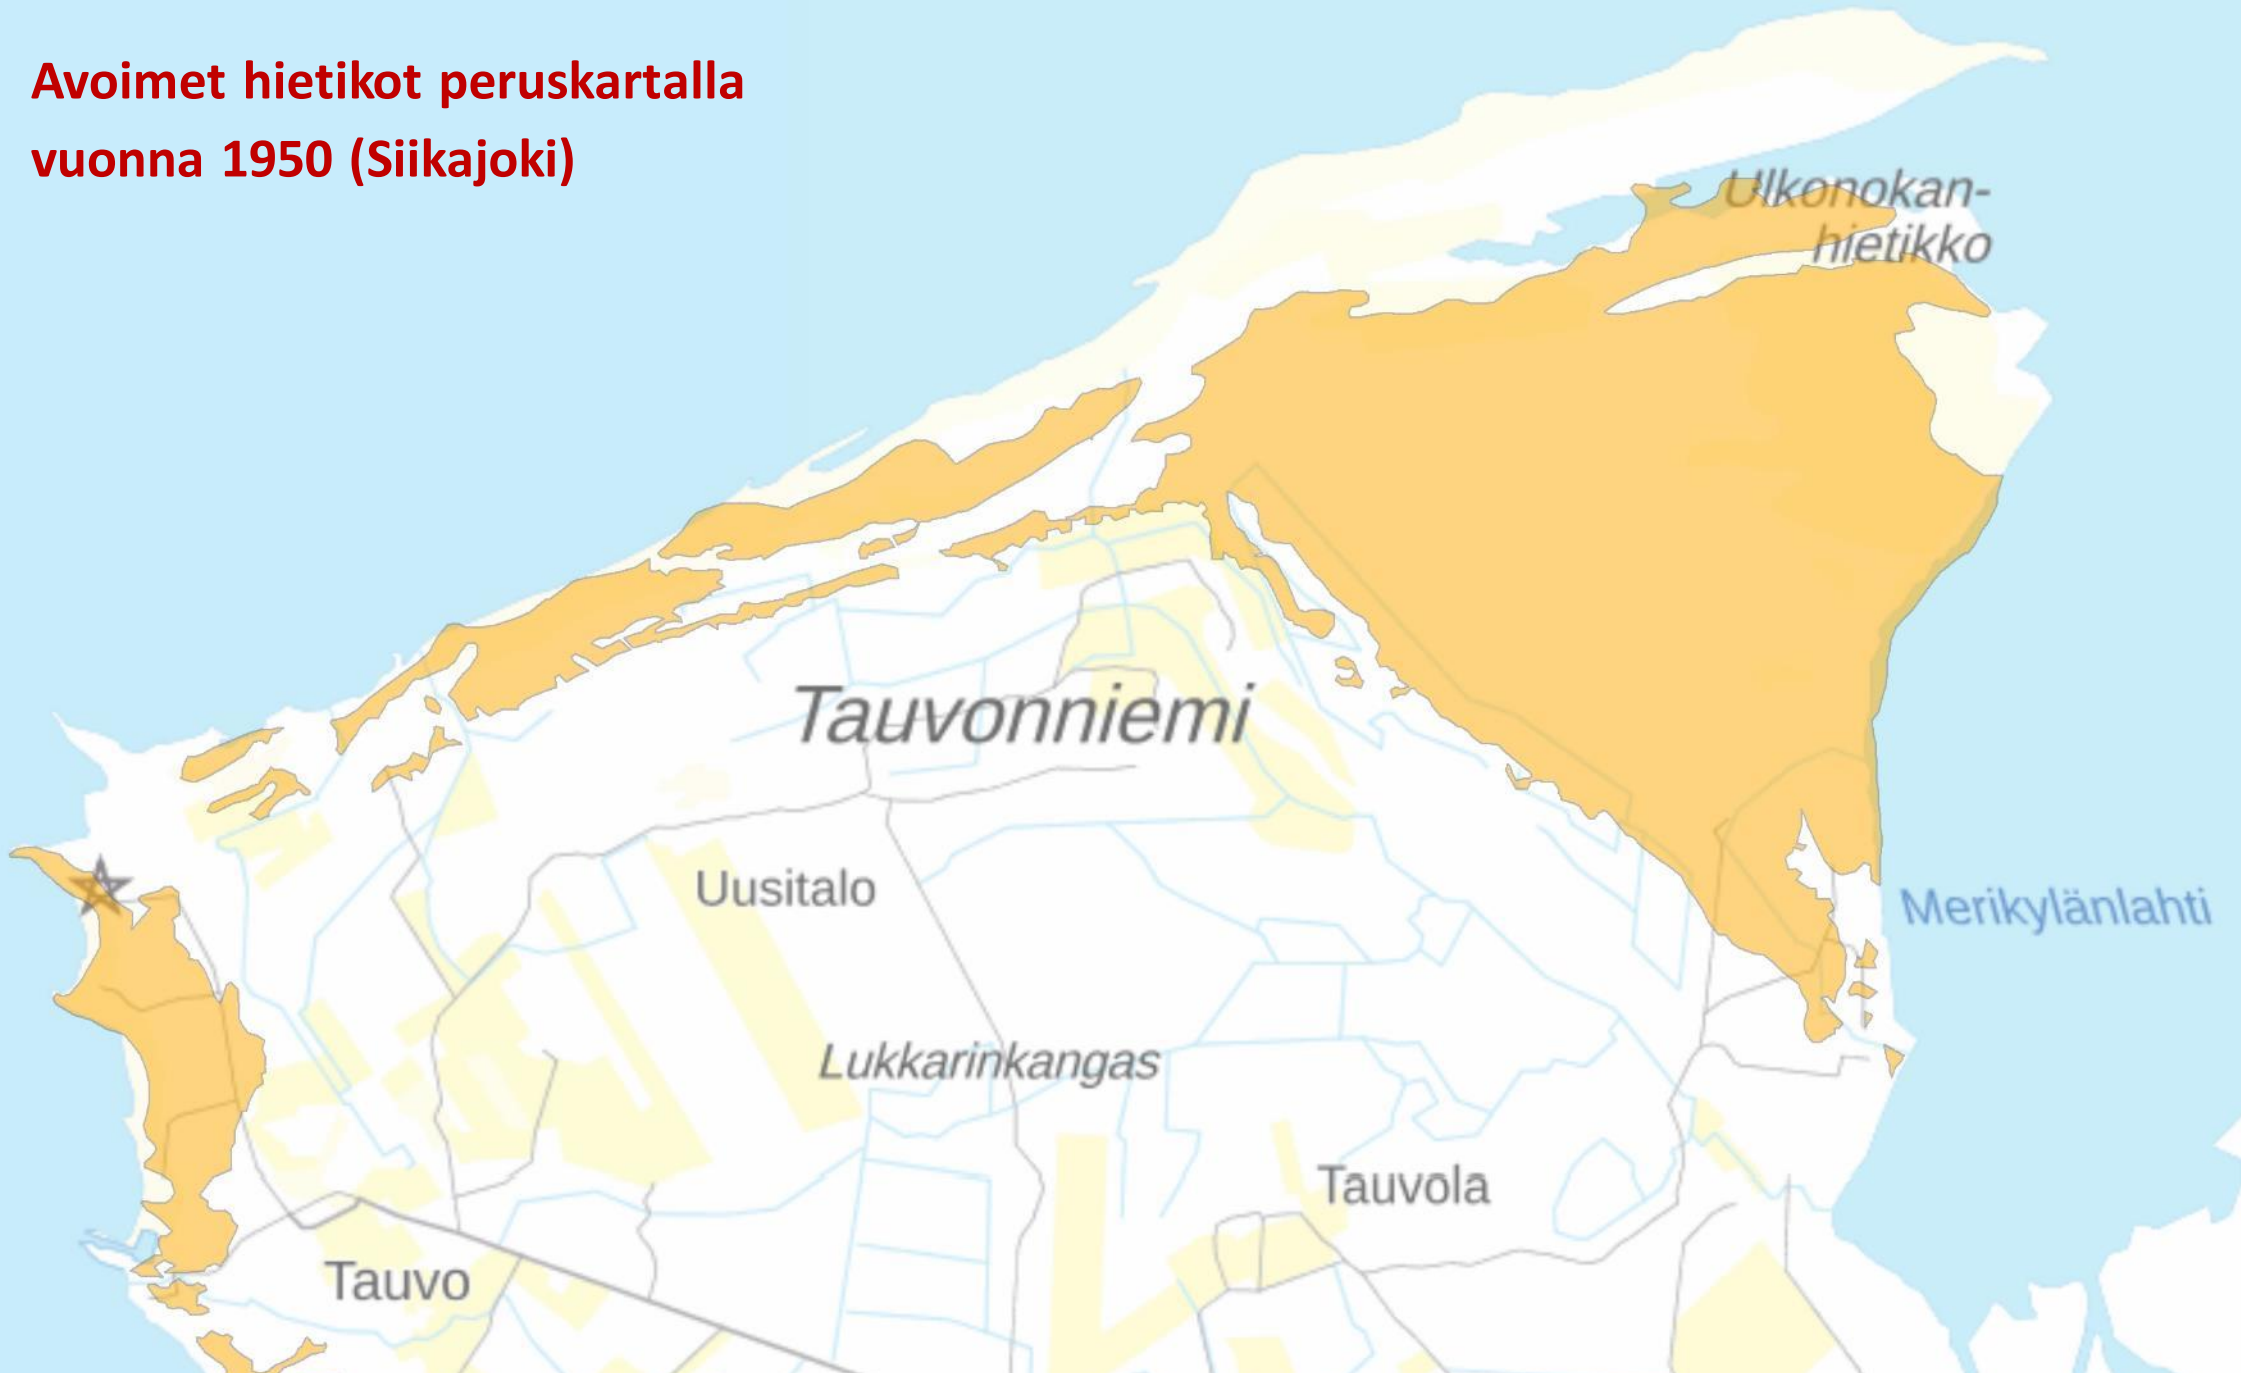 Avoimet hietikot peruskartalla
vuonna 1950 (Siikajoki)
Ulkonokan-
hietikko
Tauvonniemi
Uusitalo
Merikylänlahti
Lukkarinkangas
Tauvola
Tauvo